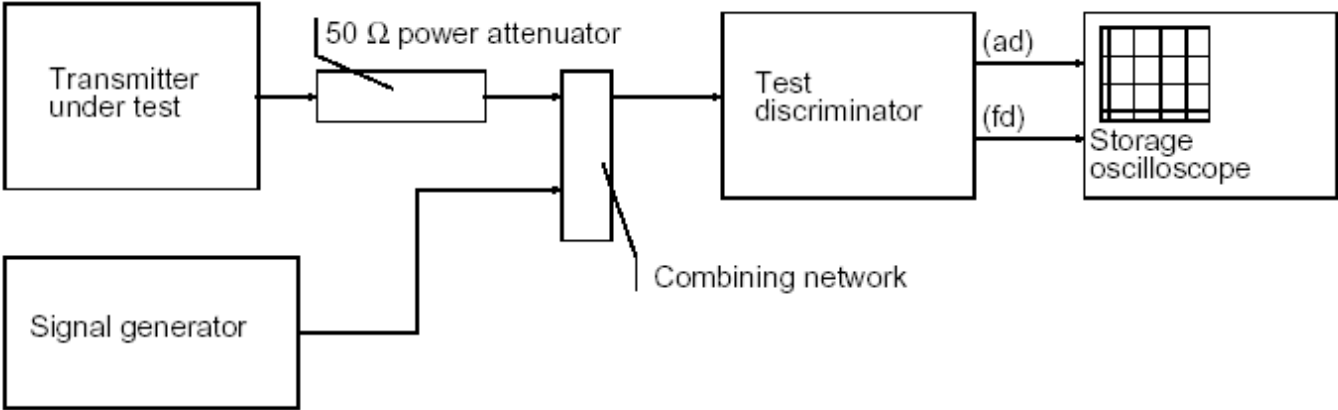 50 Ω power attenuator
Transmitter
under test
Test
discriminator
(ad)
(fd)
Storage
oscilloscope
Combining network
Signal generator